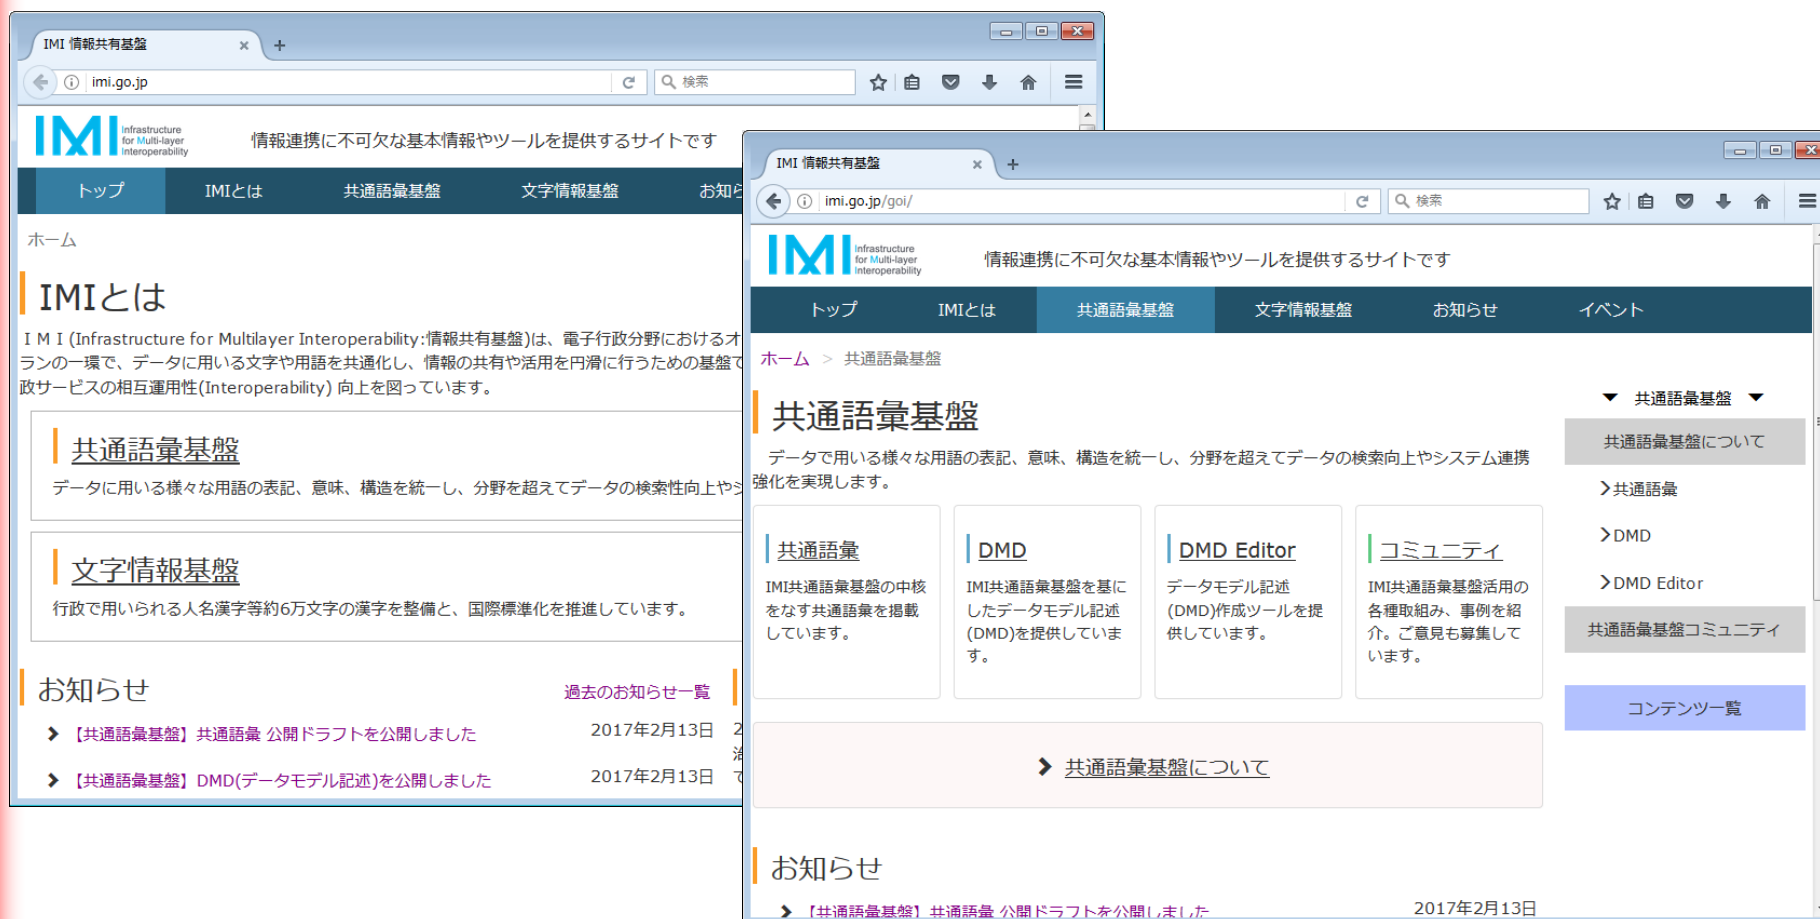 IMI 情報共有基盤
imi.go.jp
検索
IMI Infrastructure for Multi-layer Interoperability
情報連携に不可欠な基本情報やツールを提供するサイトです
トップ IMIとは 共通語彙基盤 文字情報基盤 お知ら
ホーム
IMIとは
ＩＭＩ(Infrastructure for Multilayer Interoperability:情報共有基盤)は、電子行政分野におけるオ
ランの一環で、データに用いる文字や用語を共通化し、情報の共有や活用を円滑に行うための基盤で
政サービスの相互運用性(Interoperability) 向上を図っています。
共通語彙基盤
データに用いる様々な用語の表記、意味、構造を統一し、分野を超えてデータの検索性向上やシ
文字情報基盤
行政で用いられる人名漢字等約6万文字の漢字を整備と、国際標準化を推進しています。
お知らせ
過去のお知らせ一覧
【共通語彙基盤】共通語彙 公開ドラフトを公開しました 2017年2月13日
【共通語彙基盤】DMD(データモデル記述)を公開しました 2017年2月13日
IMI 情報共有基盤
imi.go.jp/goi/
検索
IMI Infrastructure for Multi-layer Interoperability
情報連携に不可欠な基本情報やツールを提供するサイトです
トップ IMIとは 共通語彙基盤 文字情報基盤 お知らせ イベント
ホーム > 共通語彙基盤
共通語彙基盤
データで用いる様々な用語の表記、意味、構造を統一し、分野を超えてデータの検索向上やシステム連携
強化を実現します。
共通語彙
IMI共通語彙基盤の中核
をなす共通語彙を掲載
しています。
DMD
IMI共通語彙基盤を基に
したデータモデル記述
(DMD)を提供していま
す。
DMD Editor
データモデル記述
(DMD)作成ツールを提
供しています。
コミュニティ
IMI共通語彙基盤活用の
各種取組み、事例を紹
介。ご意見も募集して
います。
共通語彙基盤について
お知らせ
【共通語彙基盤】共通語彙 公開ドラフトを公開しました 2017年2月13日
▼ 共通語彙基盤 ▼
共通語彙基盤について
共通語彙
DMD
DMD Editor
共通語彙基盤コミュニティ
コンテンツ一覧